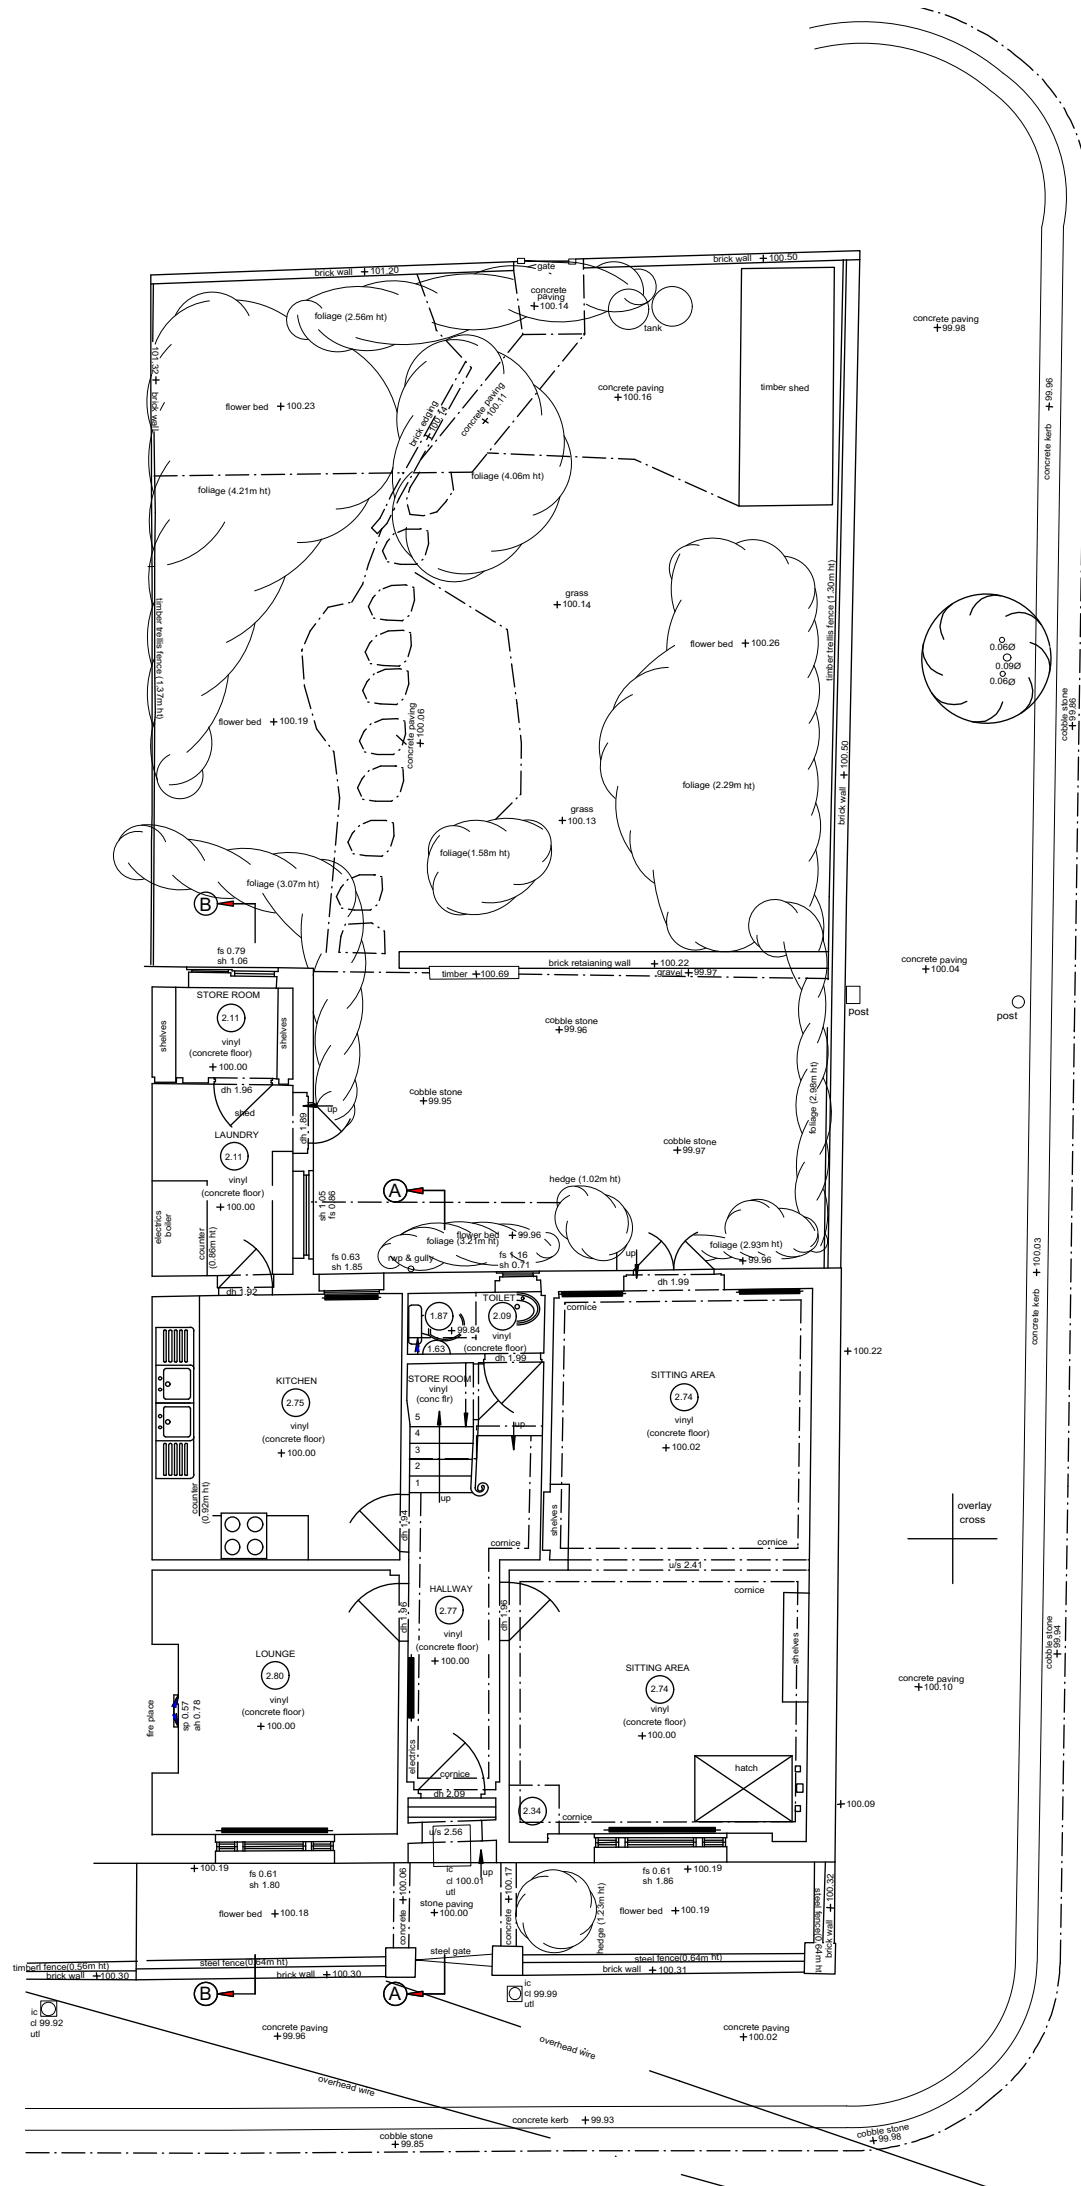 gate
brick wall +101.20
brick wall +100.50
concrete
paving
+100.14
foliage (2.56m ht)
tank
concrete paving
+99.98
101.32 + brick wall
flower bed +100.23
brick edging
+100.14
concrete paving
+100.11
concrete paving
+100.16
timber shed
concrete kerb +99.96
foliage (4.21m ht)
foliage (4.06m ht)
grass
+100.14
timber trellis fence (1.37m ht)
timber trellis fence (1.30m ht)
flower bed +100.26
0.06Ø
0.09Ø
0.06Ø
cobble stone
+99.86
flower bed +100.19
concrete paving
+100.06
brick wall +100.50
foliage (2.29m ht)
grass
+100.13
foliage(1.58m ht)
foliage (3.07m ht)
B
fs 0.79
sh 1.06
timber +100.69
brick retaianing wall +100.22
gravel +99.97
concrete paving
+100.04
post
post
STORE ROOM
2.11
vinyl
(concrete floor)
+100.00
shelves
shelves
cobble stone
+99.96
cobble stone
+99.95
cobble stone
+99.97
foliage (2.98m ht)
dh 1.96
shed
up
dh 1.89
LAUNDRY
2.11
vinyl
(concrete floor)
+100.00
electrics
boiler
counter
(0.86m ht)
sh 1.05
fs 0.86
A
hedge (1.02m ht)
flower bed +99.96
foliage (3.21m ht)
foliage (2.93m ht)
+99.96
rwp & gully
fs 0.63
sh 1.85
fs 1.16
sh 0.71
up
dh 1.99
dh 1.92
concrete kerb +100.03
cornice
TOILET
1.87
2.09
+99.84
vinyl
(concrete floor)
1.63
dh 1.99
+100.22
KITCHEN
2.75
vinyl
(concrete floor)
+100.00
STORE ROOM
vinyl
(conc flr)
5
4
3
2
1
up
up
SITTING AREA
2.74
vinyl
(concrete floor)
+100.02
counter
(0.92m ht)
dh 1.94
shelves
cornice
cornice
overlay
cross
u/s 2.41
cornice
HALLWAY
2.77
vinyl
(concrete floor)
+100.00
dh 1.96
dh 1.96
LOUNGE
2.80
vinyl
(concrete floor)
+100.00
fire place
sp 0.57
ah 0.78
SITTING AREA
2.74
vinyl
(concrete floor)
+100.00
shelves
cobble stone
+99.94
concrete paving
+100.10
electrics
cornice
dh 2.09
hatch
2.34
cornice
+100.09
u/s 2.56
ic
cl 100.01
utl
up
+100.19
fs 0.61
sh 1.80
fs 0.61
sh 1.86
+100.19
flower bed +100.18
concrete +100.06
stone paving
+100.00
concrete +100.17
hedge (1.23m ht)
flower bed +100.19
steel fence(0.64m ht)
brick wall +100.32
timber fence(0.56m ht)
steel fence(0.64m ht)
steel gate
steel fence(0.64m ht)
brick wall +100.30
brick wall +100.30
brick wall +100.31
B
A
ic
cl 99.99
utl
ic
cl 99.92
utl
concrete paving
+99.96
concrete paving
+100.02
overhead wire
overhead wire
concrete kerb +99.93
cobble stone
+99.85
cobble stone
+99.98